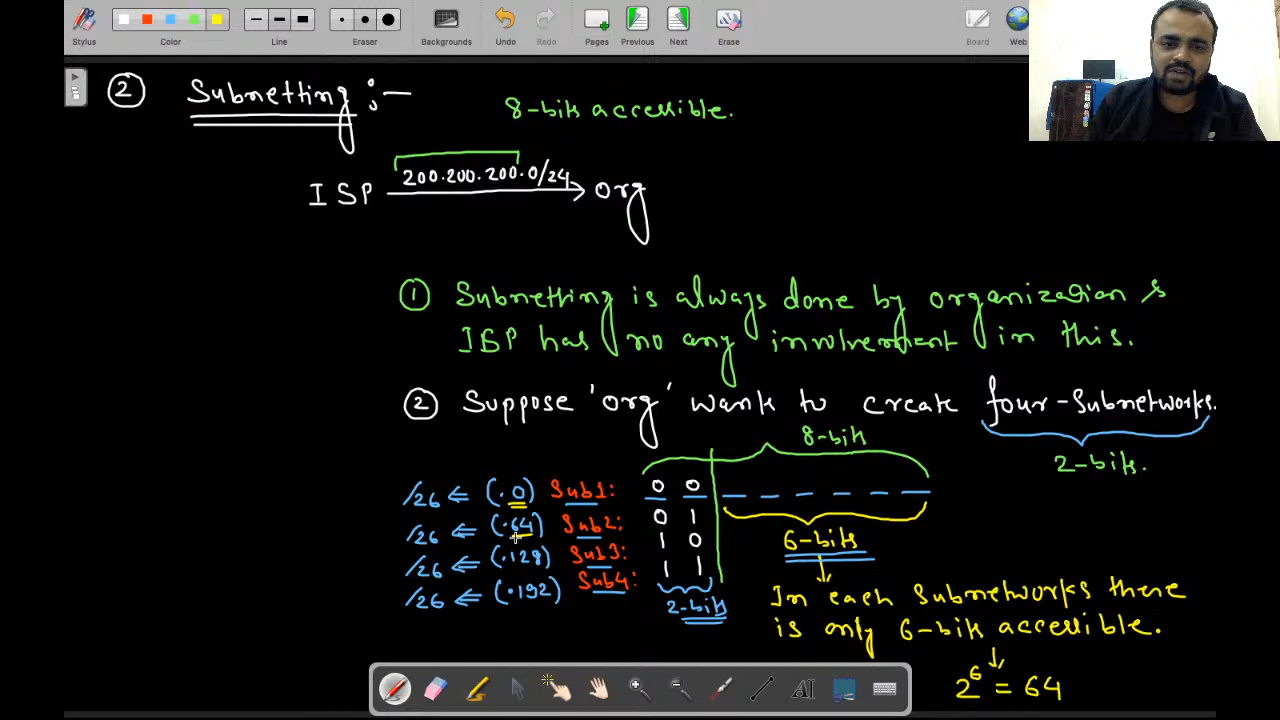 Stylus Color Line Eraser Backgrounds Undo Redo Pages Previous Next Erase Board Web
② Subnetting :-
8-bits accessible.
ISP 200.200.200.0/24 org
① Subnetting is always done by organization &
ISP has no any involvement in this.
② Suppose 'org' wants to create four-Subnetworks.
8-bits
2-bits.
/26 ← (.0) Sub1: 0 0
/26 ← (.64) Sub2: 0 1
/26 ← (.128) Sub3: 1 0
/26 ← (.192) Sub4: 1 1
6-bits
2-bits
In each Subnetworks there
is only 6-bits accessible.
2^6 = 64